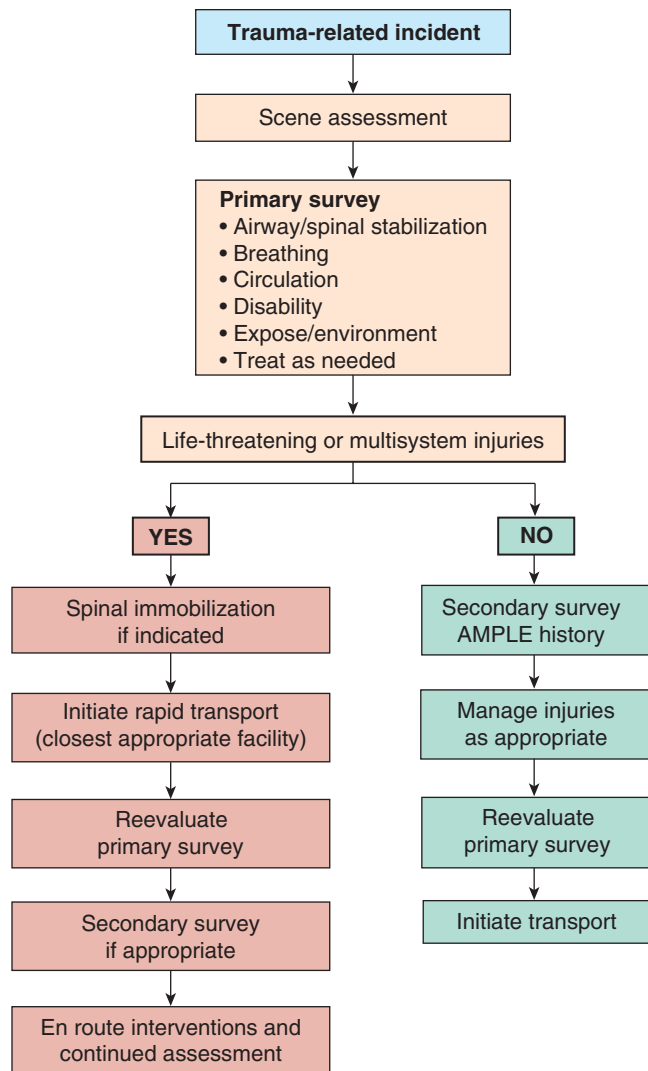 Trauma-related incident
Scene assessment
Primary survey
• Airway/spinal stabilization
• Breathing
• Circulation
• Disability
• Expose/environment
• Treat as needed
Life-threatening or multisystem injuries
YES
Spinal immobilization
if indicated
Initiate rapid transport
(closest appropriate facility)
Reevaluate
primary survey
Secondary survey
if appropriate
En route interventions and
continued assessment
NO
Secondary survey
AMPLE history
Manage injuries
as appropriate
Reevaluate
primary survey
Initiate transport